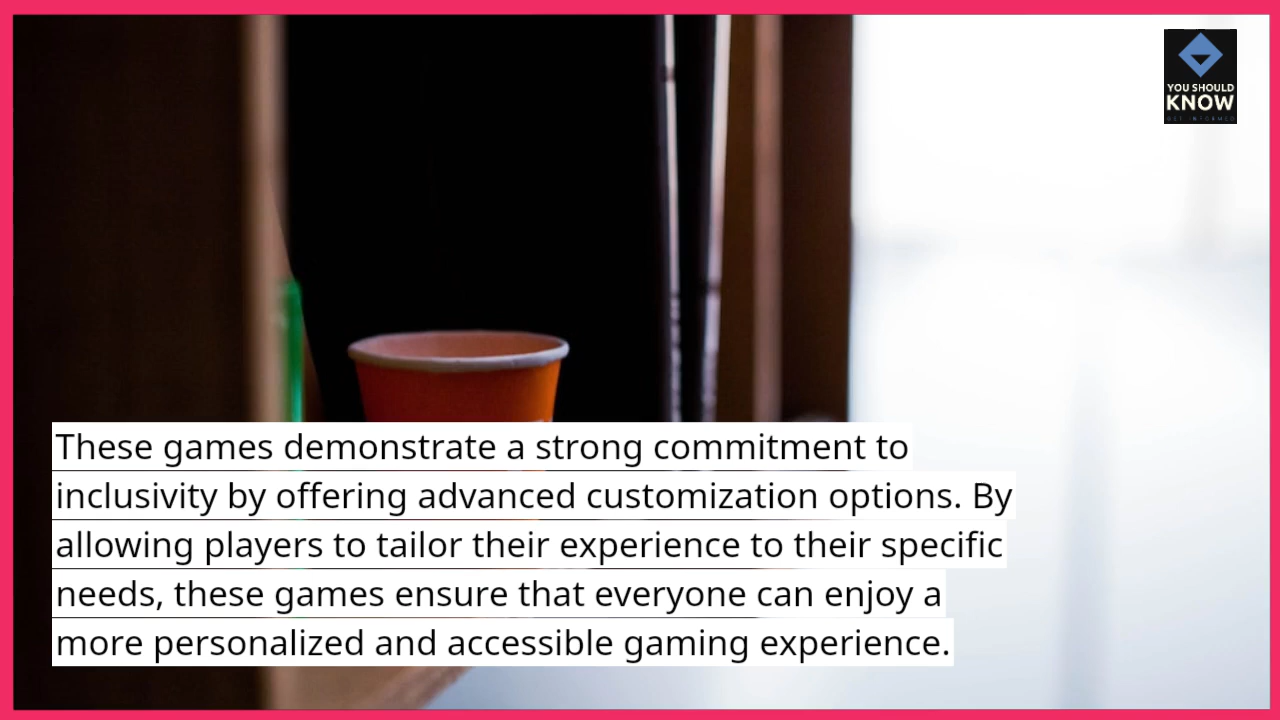 YOU SHOULD
KNOW
GET INFORMED
These games demonstrate a strong commitment to
inclusivity by offering advanced customization options. By
allowing players to tailor their experience to their specific
needs, these games ensure that everyone can enjoy a
more personalized and accessible gaming experience.